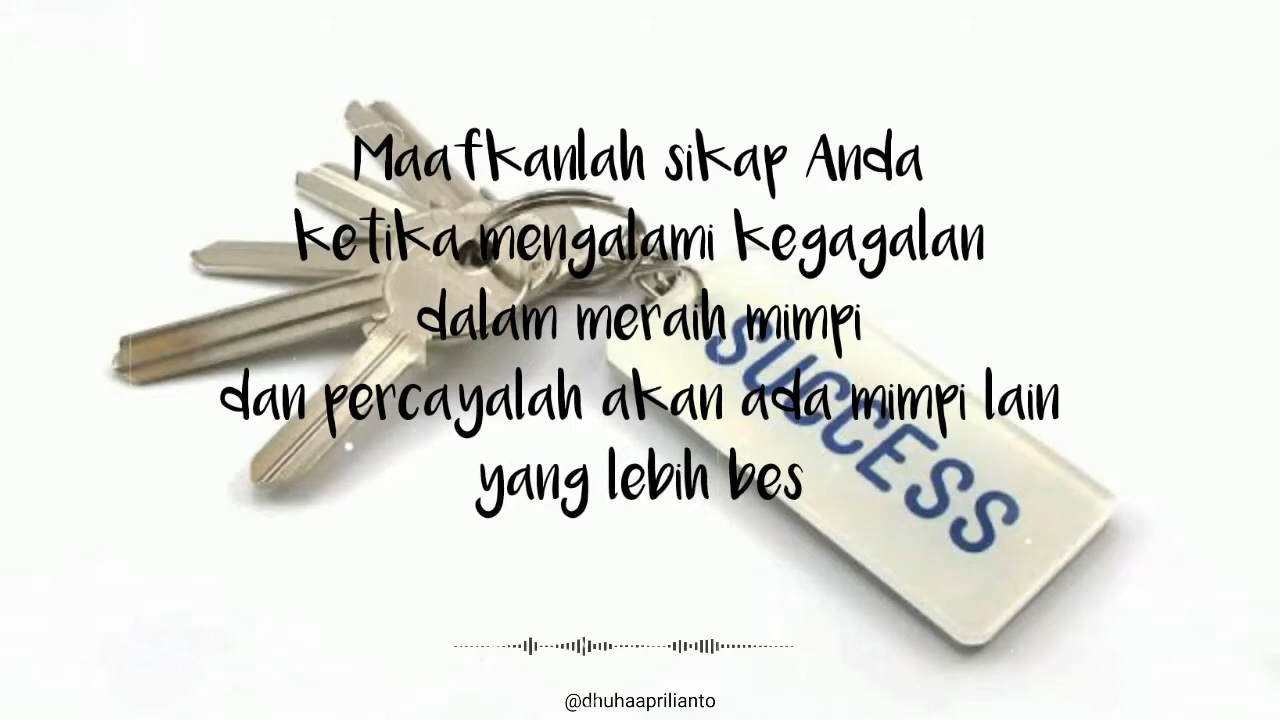 Maafkanlah sikap Anda
ketika mengalami kegagalan
dalam meraih mimpi
dan percayalah akan ada mimpi lain
yang lebih bes
SUCCESS
@dhuhaaprilianto